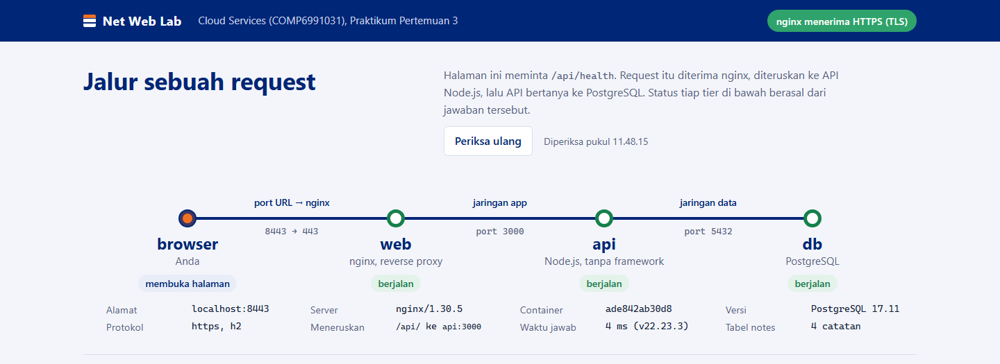 Net Web Lab
Cloud Services (COMP6991031), Praktikum Pertemuan 3
nginx menerima HTTPS (TLS)
Jalur sebuah request
Halaman ini meminta /api/health. Request itu diterima nginx, diteruskan ke API
Node.js, lalu API bertanya ke PostgreSQL. Status tiap tier di bawah berasal dari
jawaban tersebut.
Periksa ulang
Diperiksa pukul 11.48.15
port URL → nginx
jaringan app
jaringan data
8443 → 443
port 3000
port 5432
browser
web
api
db
Anda
nginx, reverse proxy
Node.js, tanpa framework
PostgreSQL
membuka halaman
berjalan
berjalan
berjalan
Alamat localhost:8443
Protokol https, h2
Server nginx/1.30.5
Meneruskan /api/ ke api:3000
Container ade842ab30d8
Waktu jawab 4 ms (v22.23.3)
Versi PostgreSQL 17.11
Tabel notes 4 catatan